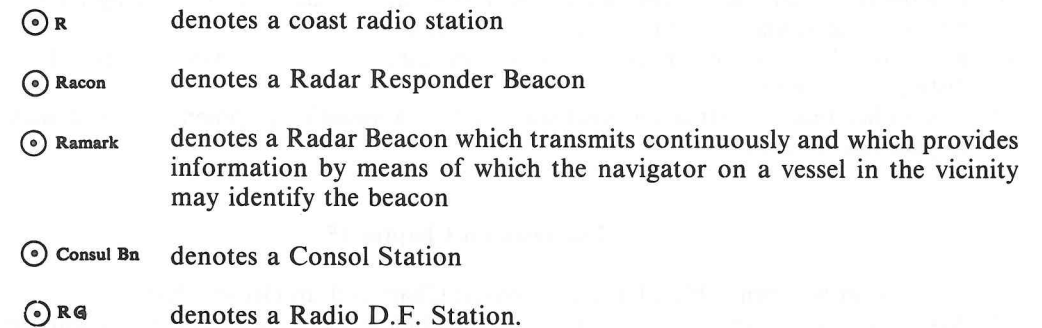 R denotes a coast radio station
Racon denotes a Radar Responder Beacon
Ramark denotes a Radar Beacon which transmits continuously and which provides
information by means of which the navigator on a vessel in the vicinity
may identify the beacon
Consul Bn denotes a Consol Station
RG denotes a Radio D.F. Station.